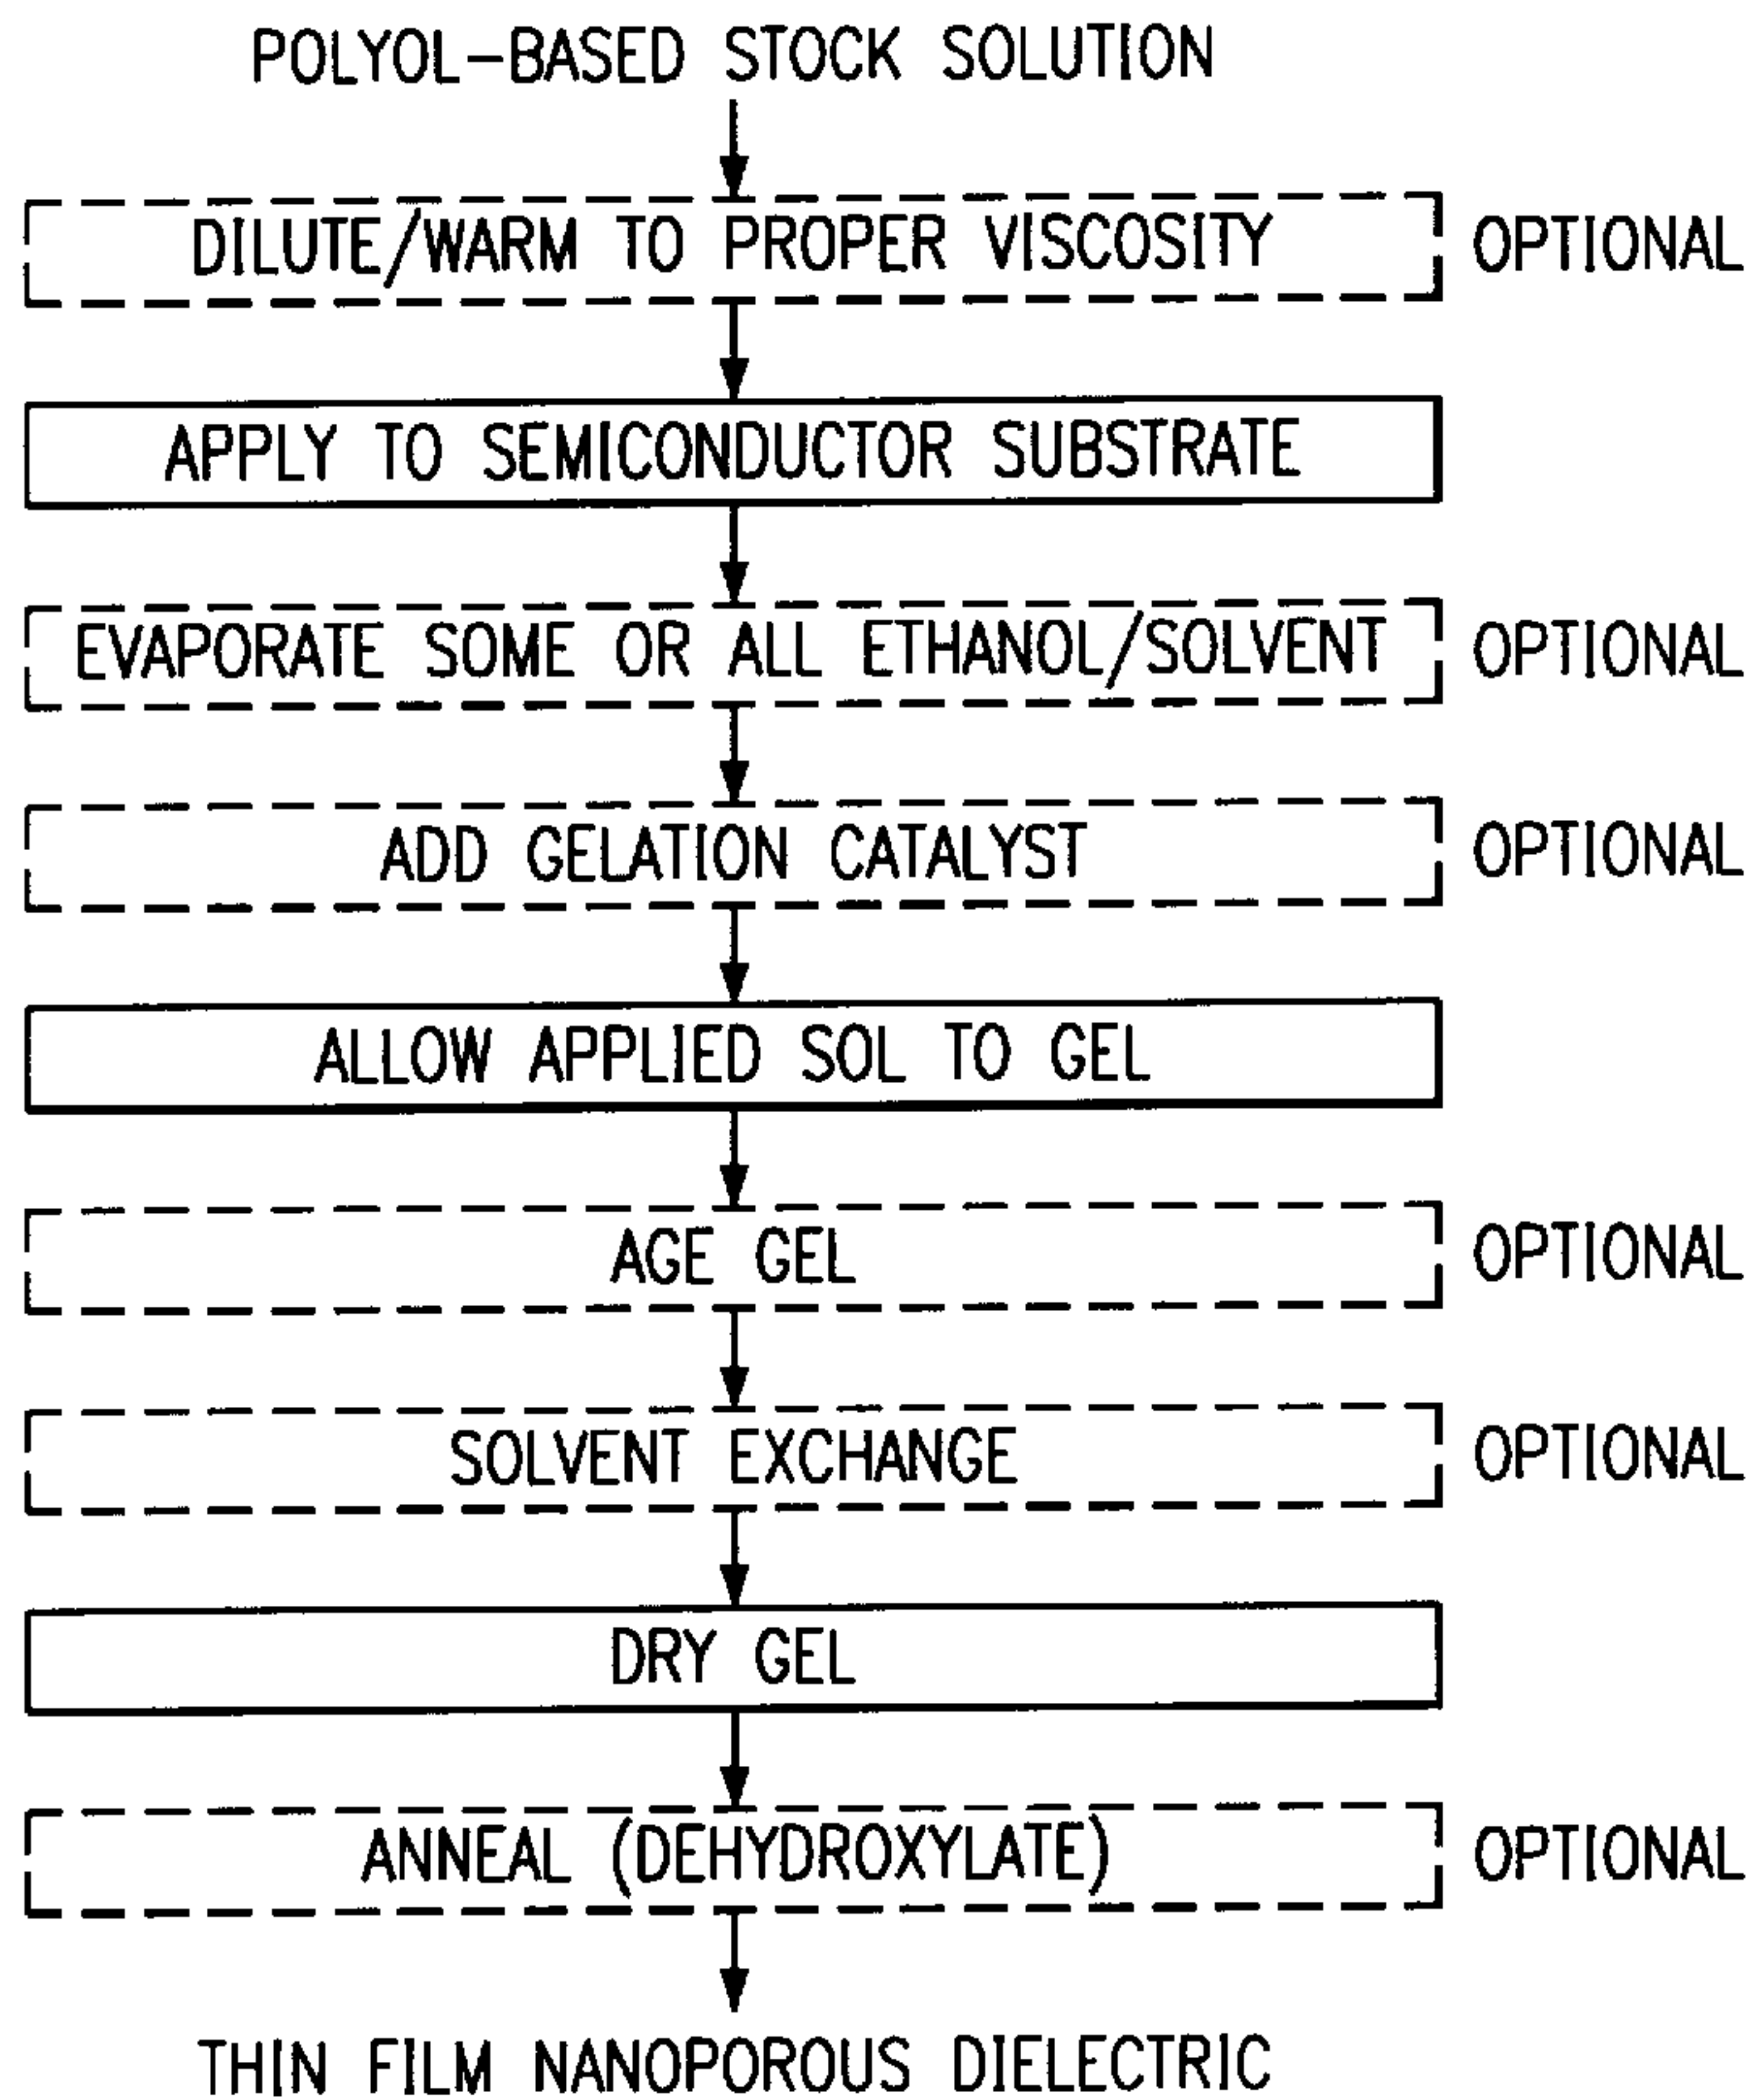 POLYOL-BASED STOCK SOLUTION
DILUTE/WARM TO PROPER VISCOSITY OPTIONAL
APPLY TO SEMICONDUCTOR SUBSTRATE
EVAPORATE SOME OR ALL ETHANOL/SOLVENT OPTIONAL
ADD GELATION CATALYST OPTIONAL
ALLOW APPLIED SOL TO GEL
AGE GEL OPTIONAL
SOLVENT EXCHANGE OPTIONAL
DRY GEL
ANNEAL (DEHYDROXYLATE) OPTIONAL
THIN FILM NANOPOROUS DIELECTRIC